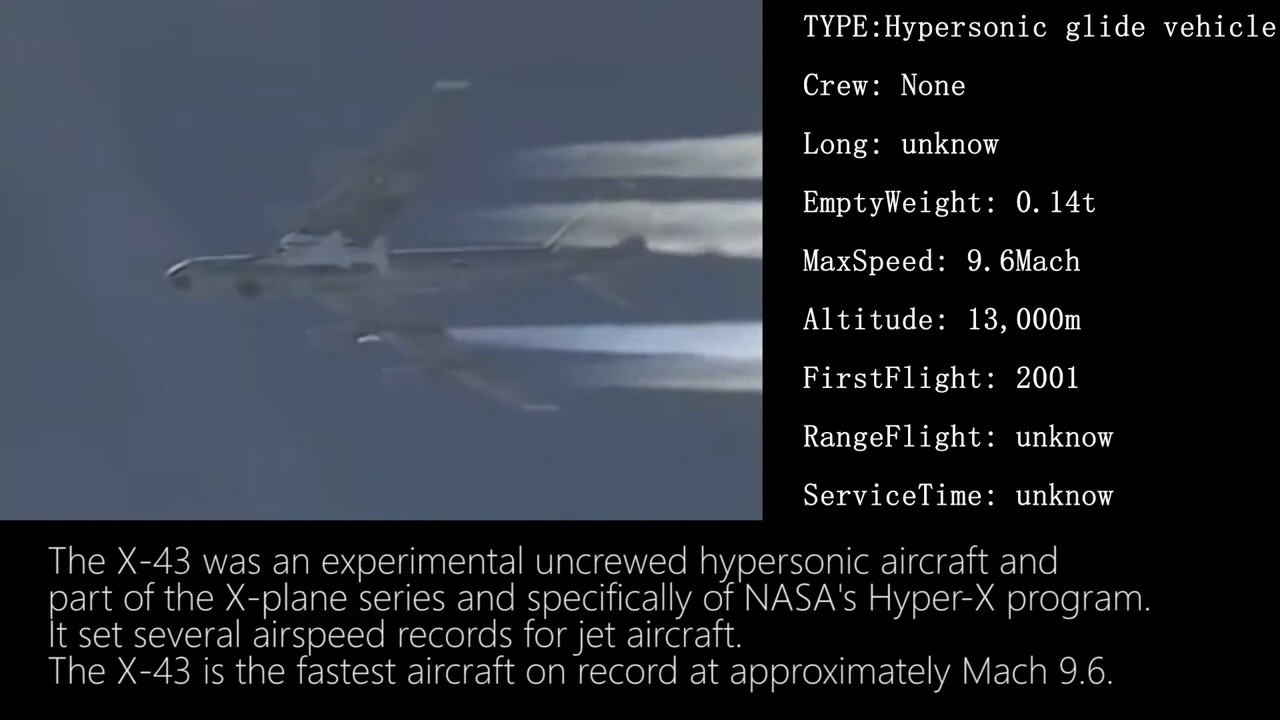 TYPE:Hypersonic glide vehicle
Crew: None
Long: unknow
EmptyWeight: 0.14t
MaxSpeed: 9.6Mach
Altitude: 13,000m
FirstFlight: 2001
RangeFlight: unknow
ServiceTime: unknow
The X-43 was an experimental uncrewed hypersonic aircraft and
part of the X-plane series and specifically of NASA's Hyper-X program.
It set several airspeed records for jet aircraft.
The X-43 is the fastest aircraft on record at approximately Mach 9.6.